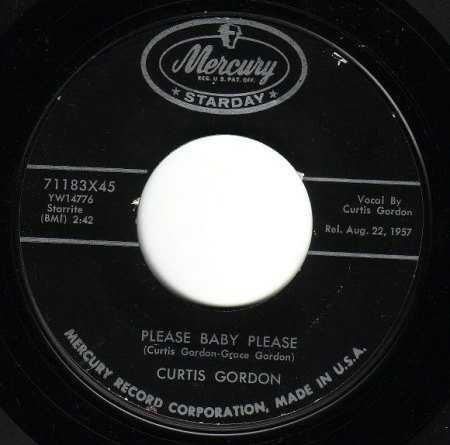 Mercury
REG. U.S. PAT. OFF.
STARDAY
71183X45
YW14776
Starrite
(BMI) 2:42
Vocal By
Curtis Gordon
Rel. Aug. 22, 1957
PLEASE BABY PLEASE
(Curtis Gordon-Grace Gordon)
CURTIS GORDON
MERCURY RECORD CORPORATION, MADE IN U.S.A.